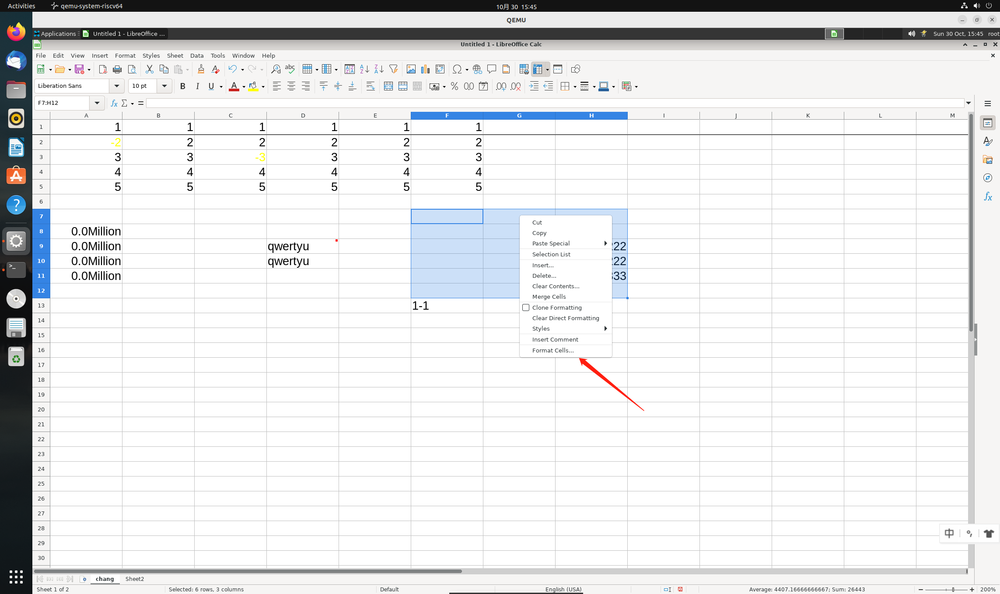 Activities qemu-system-riscv64 10月 30 15:45
QEMU
Applications Untitled 1 - LibreOffice ... Sun 30 Oct, 15:45 root
Untitled 1 - LibreOffice Calc
File Edit View Insert Format Styles Sheet Data Tools Window Help
Liberation Sans 10 pt
F7:H12
A B C D E F G H I J K L M
1 1 1 1 1 1 1
2 -2 2 2 2 2 2
3 3 3 -3 3 3 3
4 4 4 4 4 4 4
5 5 5 5 5 5 5
6
7
Cut
8 0.0Million
Copy
9 0.0Million qwertyu 22
Paste Special
Selection List
10 0.0Million qwertyu 22
Insert...
11 0.0Million 33
Delete...
12
Clear Contents...
Merge Cells
13 1-1
Clone Formatting
14
Clear Direct Formatting
15
Styles
Insert Comment
16
Format Cells...
17
18
19
20
21
22
23
24
25
26
27
28
29
30
中
chang Sheet2
Sheet 1 of 2 Selected: 6 rows, 3 columns Default English (USA) Average: 4407.16666666667; Sum: 26443 200%